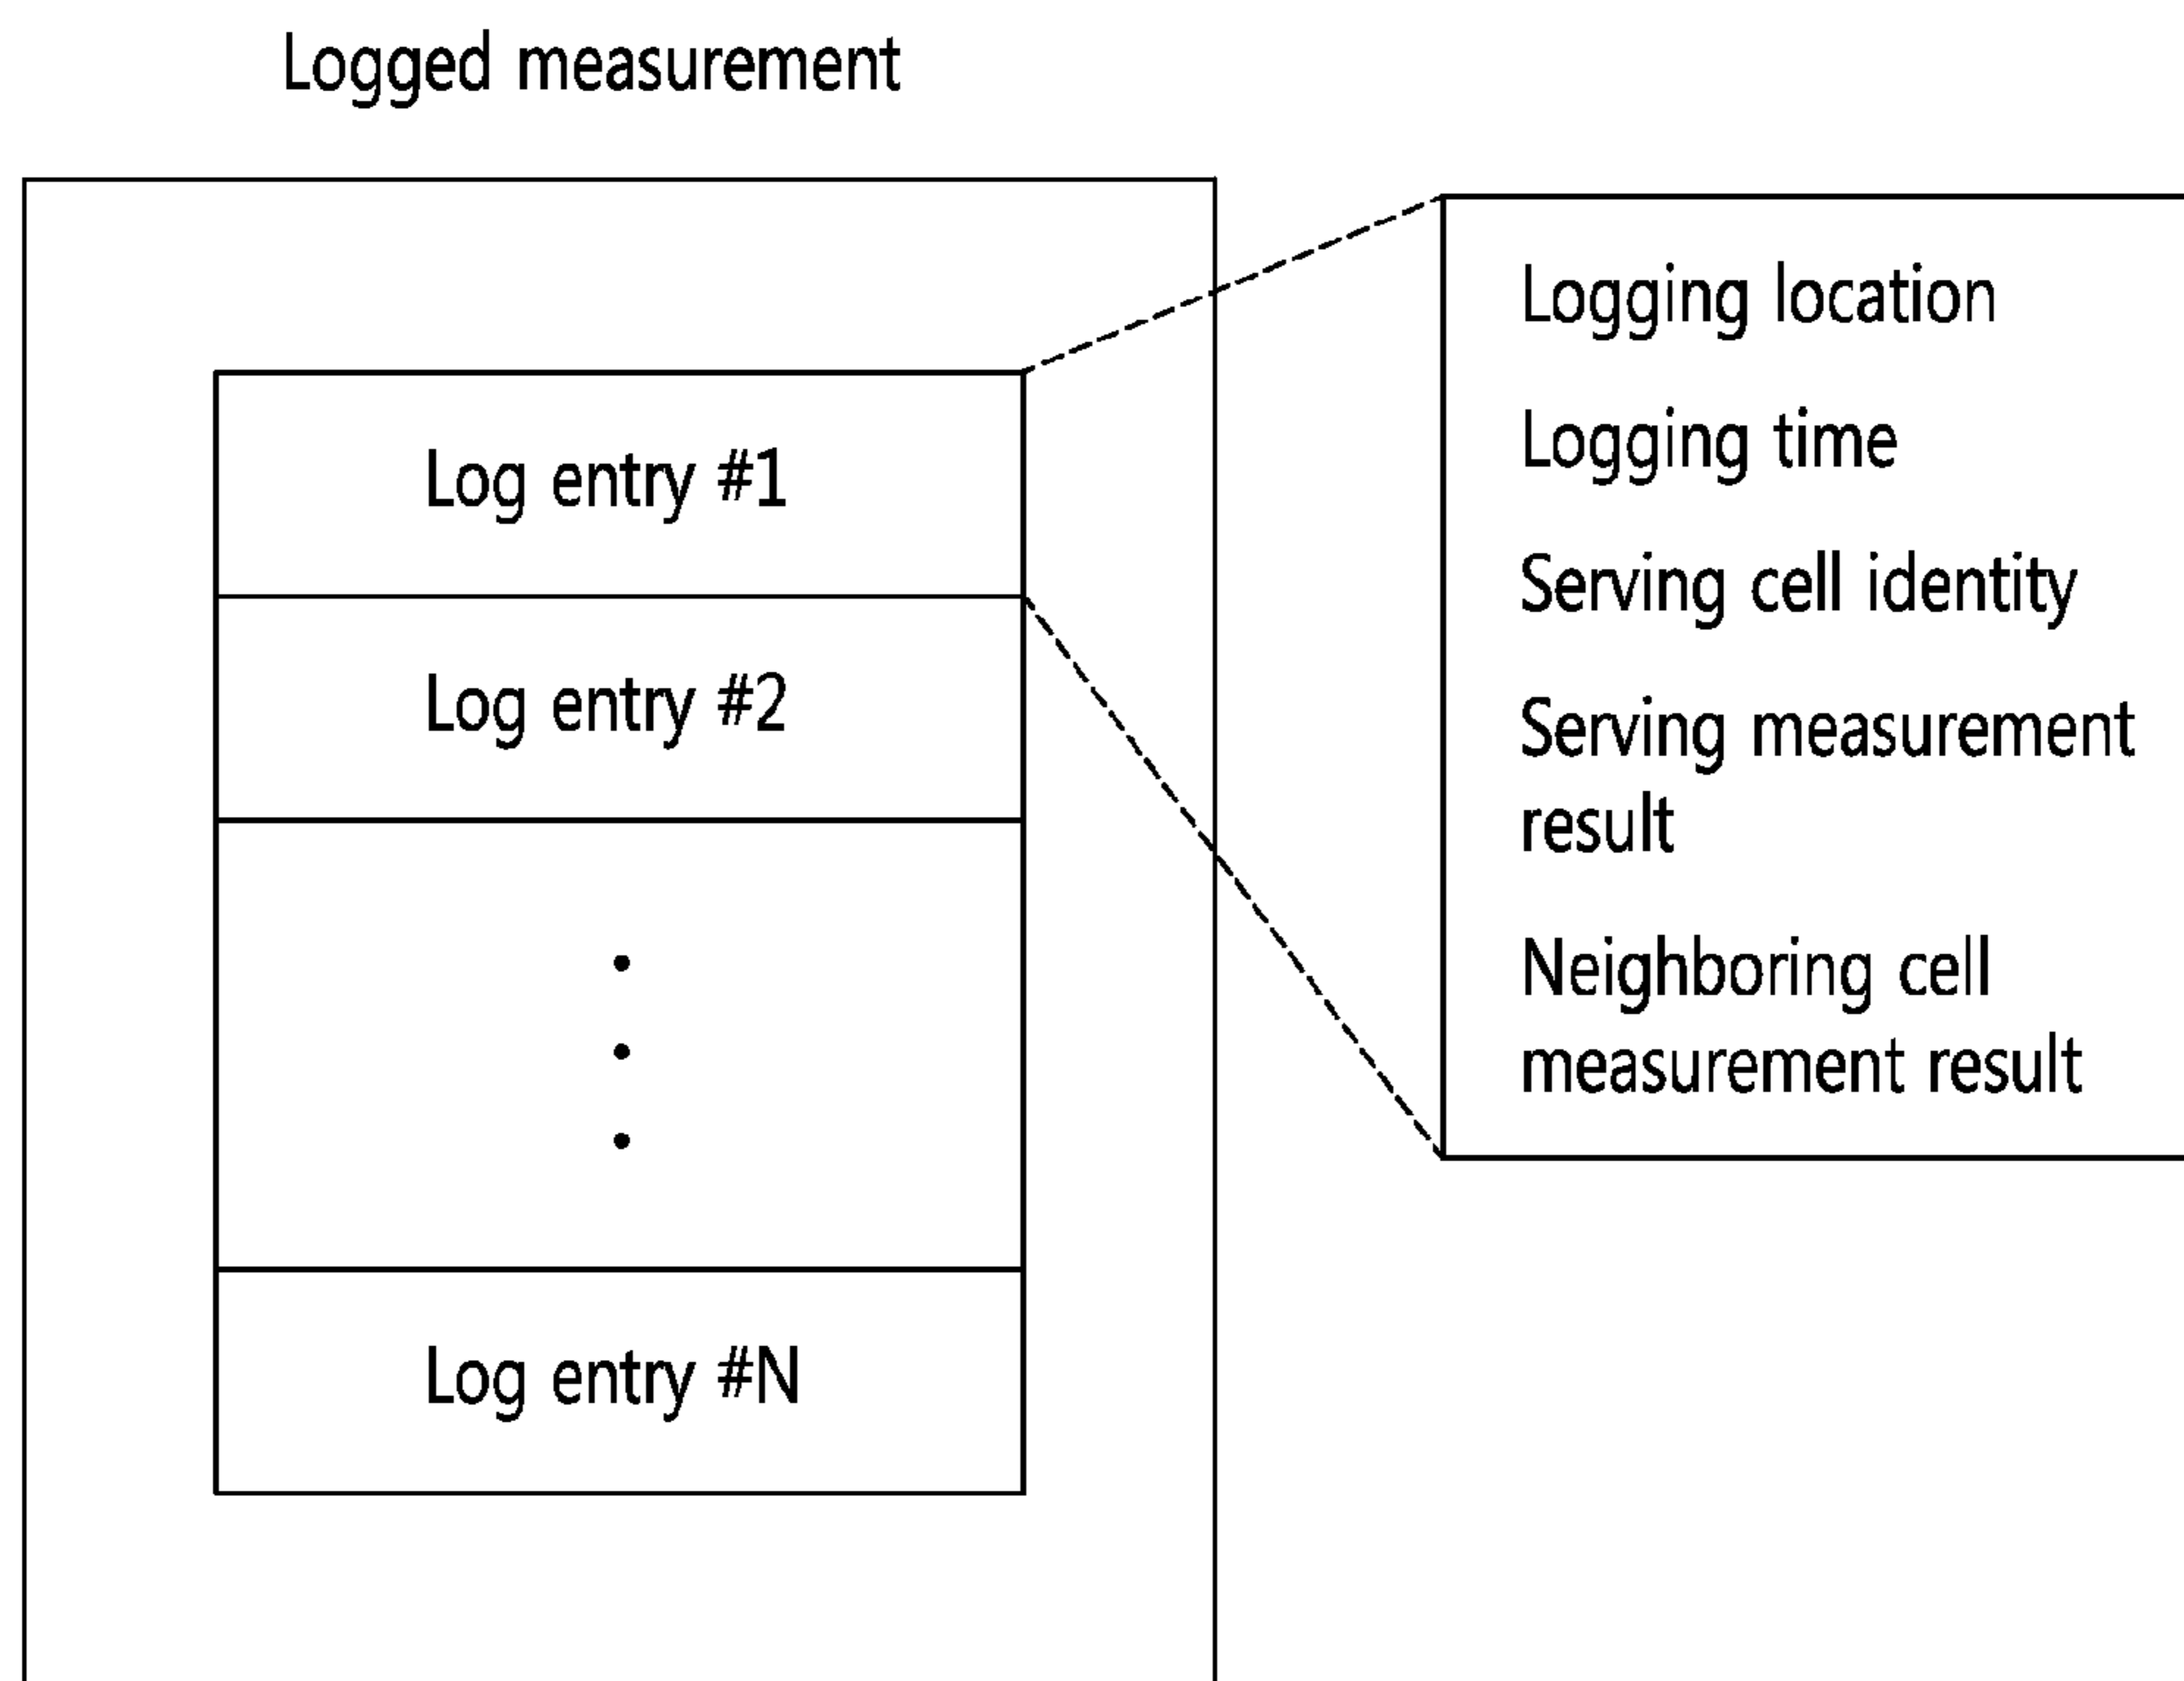 Logged measurement
Log entry #1
Log entry #2
Log entry #N
Logging location
Logging time
Serving cell identity
Serving measurement
result
Neighboring cell
measurement result